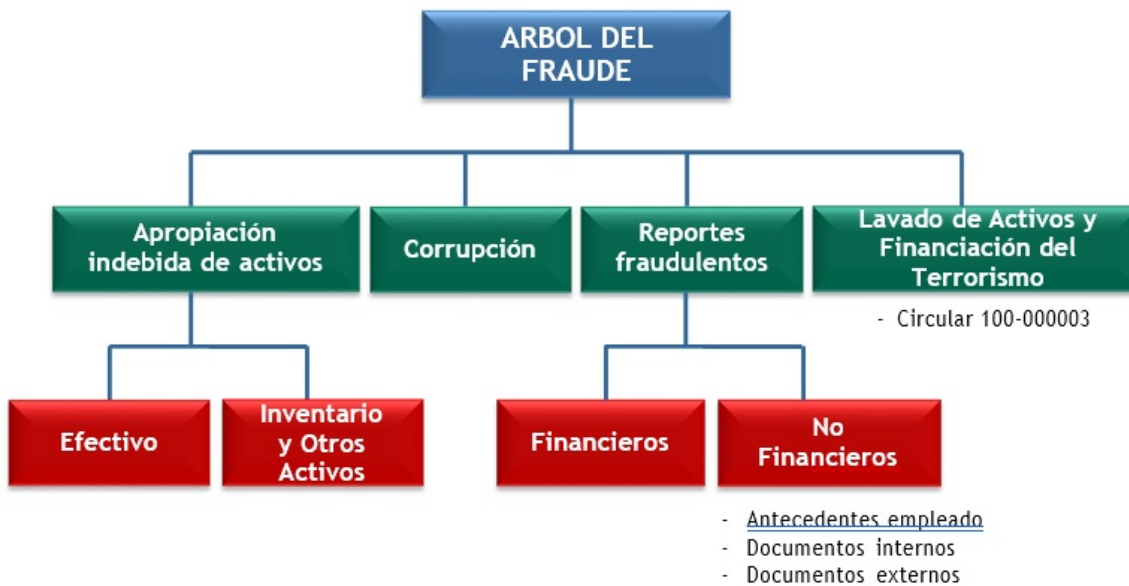 ARBOL DEL
FRAUDE
Apropiación
indebida de activos
Corrupción
Reportes
fraudulentos
Lavado de Activos y
Financiación del
Terrorismo
- Circular 100-000003
Efectivo
Inventario
y Otros
Activos
Financieros
No
Financieros
- Antecedentes empleado
- Documentos internos
- Documentos externos